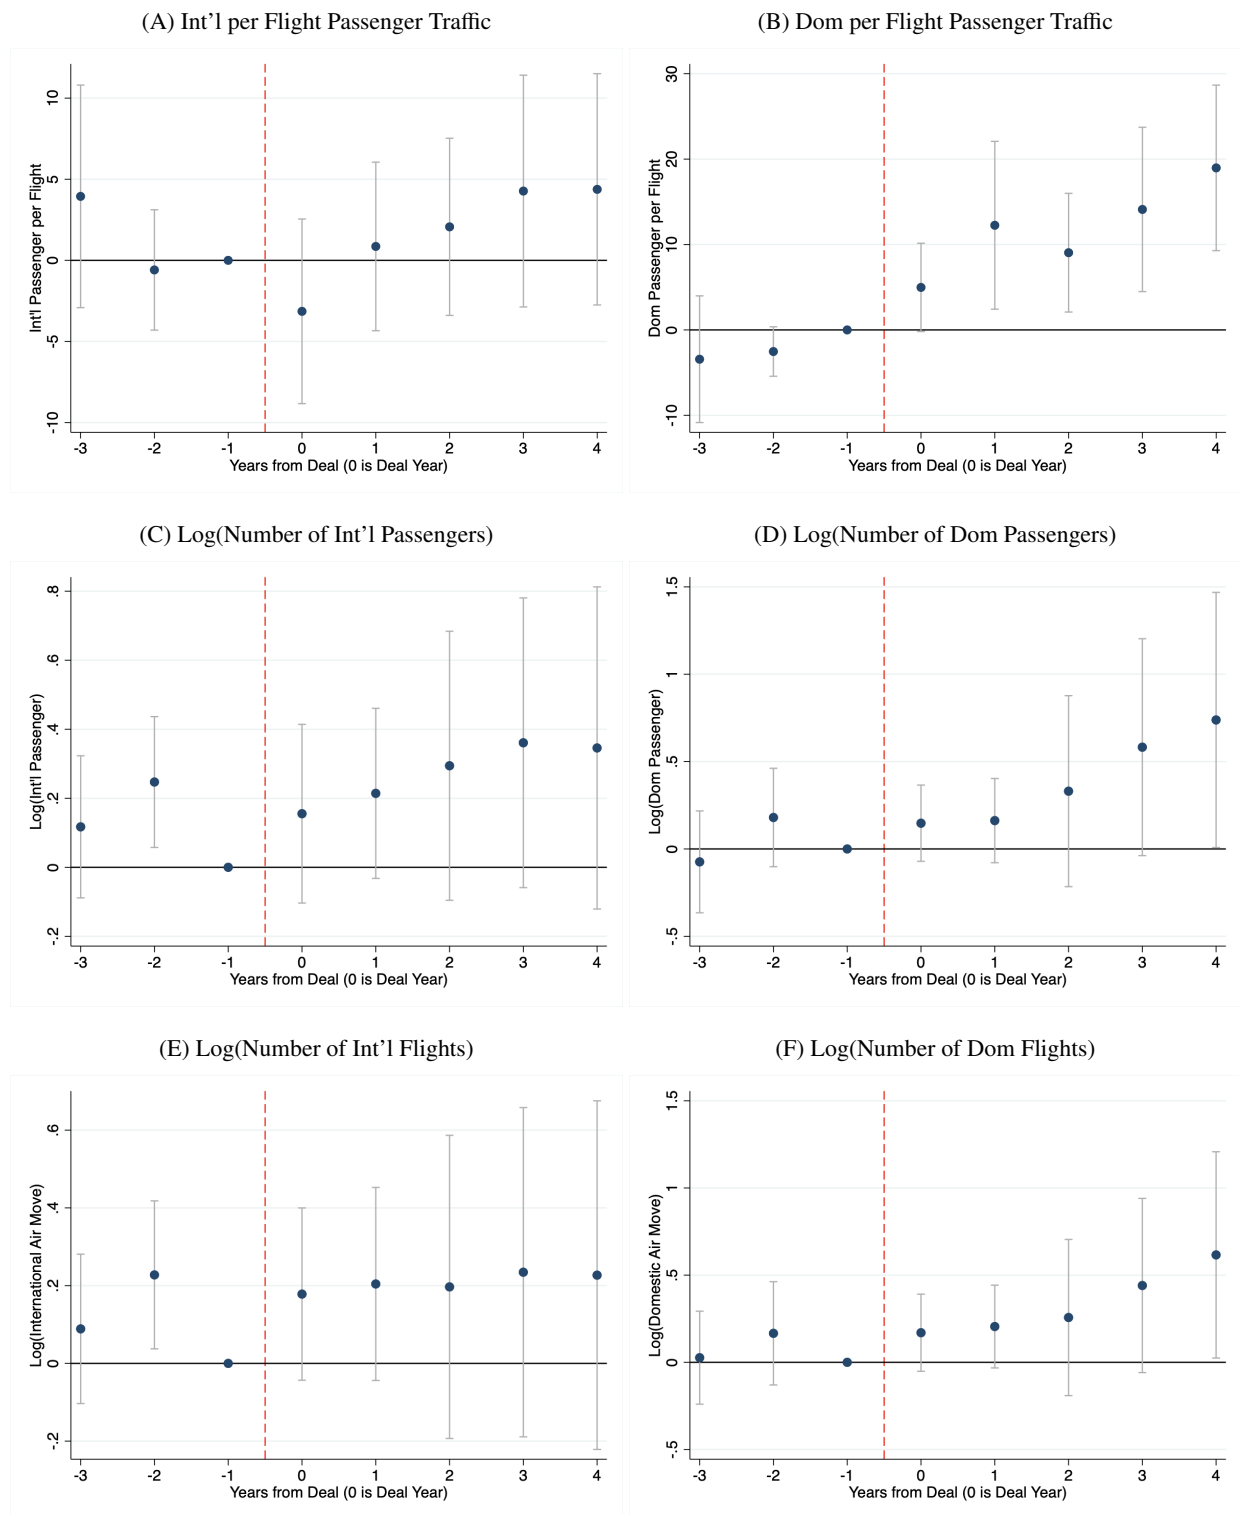 (A) Int’l per Flight Passenger Traffic
Int'l Passenger per Flight
10
5
0
-5
-10
-3 -2 -1 0 1 2 3 4
Years from Deal (0 is Deal Year)
(B) Dom per Flight Passenger Traffic
Dom Passenger per Flight
30
20
10
0
-10
-3 -2 -1 0 1 2 3 4
Years from Deal (0 is Deal Year)
(C) Log(Number of Int’l Passengers)
Log(Int'l Passenger)
.8
.6
.4
.2
0
-.2
-3 -2 -1 0 1 2 3 4
Years from Deal (0 is Deal Year)
(D) Log(Number of Dom Passengers)
Log(Dom Passenger)
1.5
1
.5
0
-.5
-3 -2 -1 0 1 2 3 4
Years from Deal (0 is Deal Year)
(E) Log(Number of Int’l Flights)
Log(International Air Move)
.6
.4
.2
0
-.2
-3 -2 -1 0 1 2 3 4
Years from Deal (0 is Deal Year)
(F) Log(Number of Dom Flights)
Log(Domestic Air Move)
1.5
1
.5
0
-.5
-3 -2 -1 0 1 2 3 4
Years from Deal (0 is Deal Year)